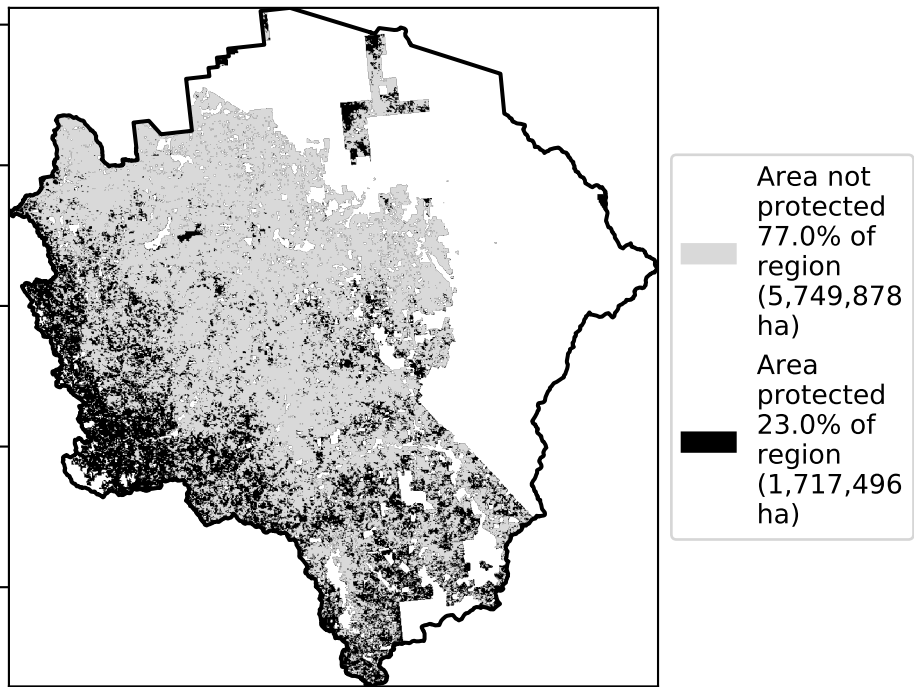 Area not
protected
77.0% of
region
(5,749,878
ha)
Area
protected
23.0% of
region
(1,717,496
ha)